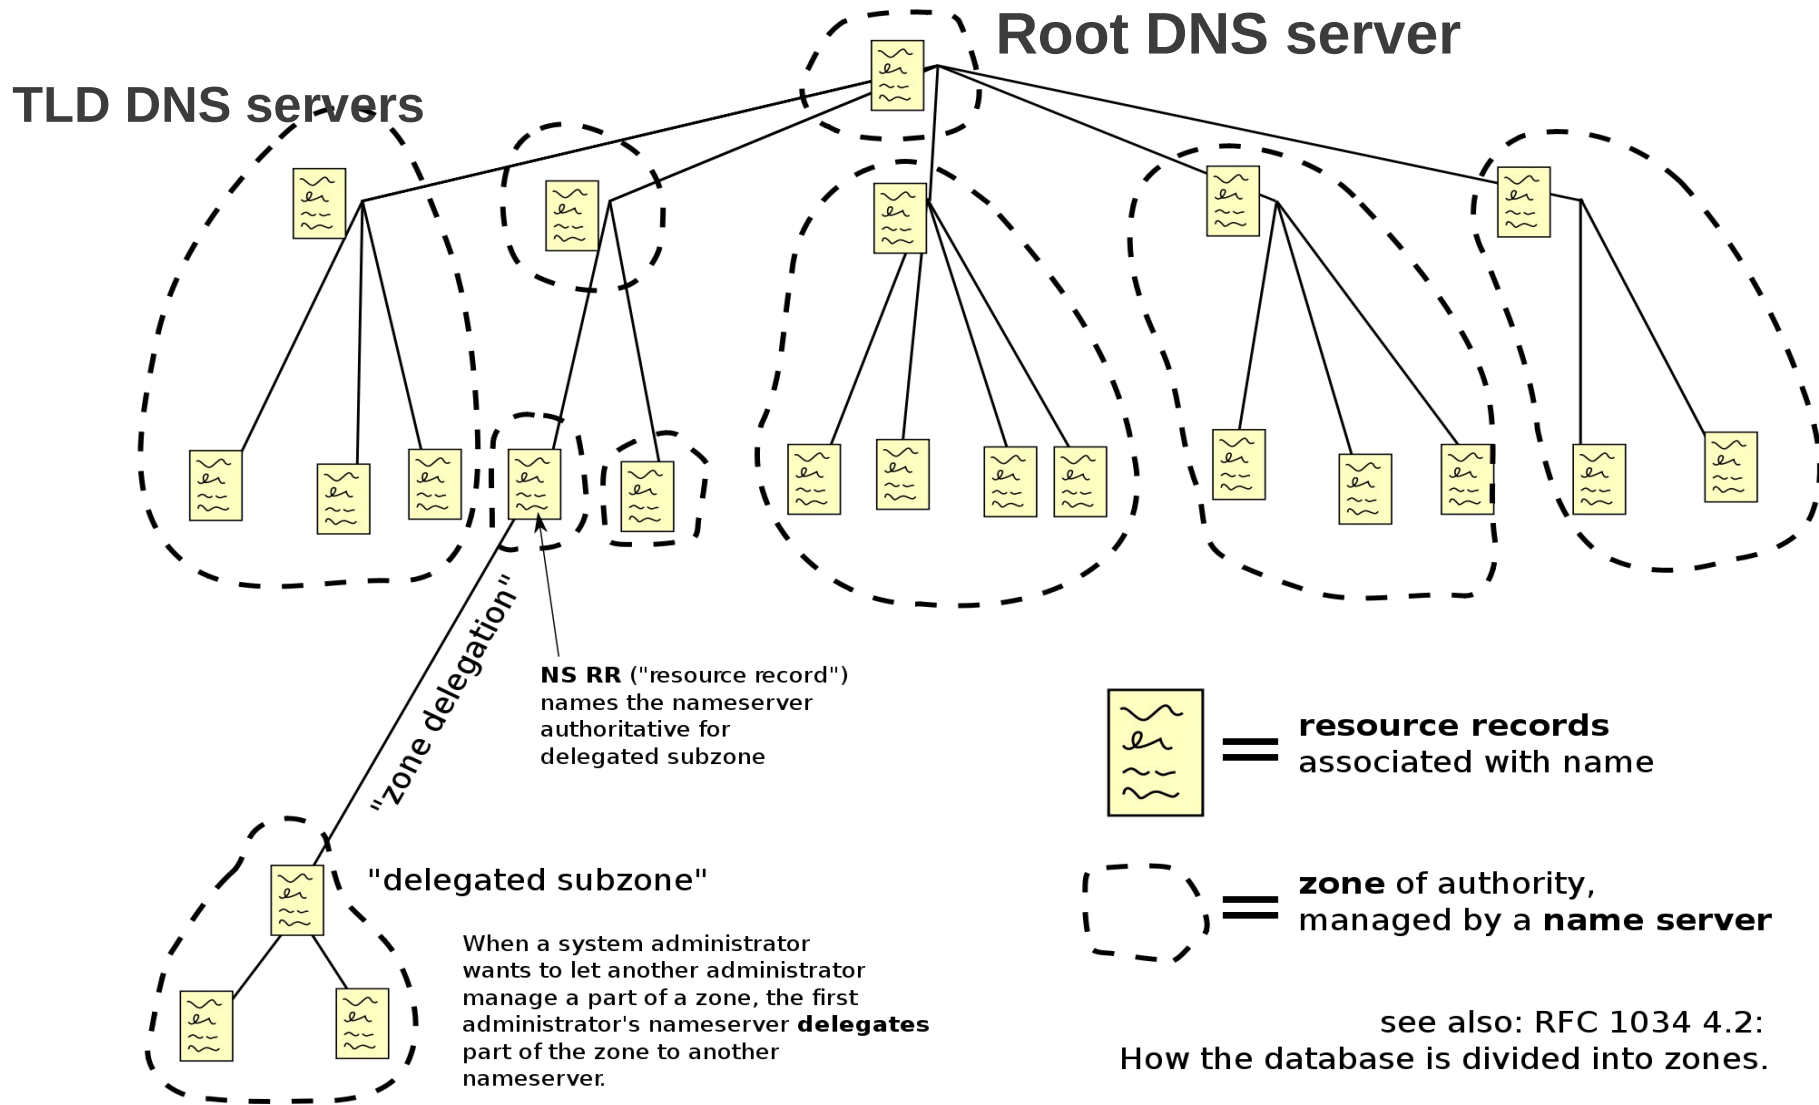 Root DNS server
TLD DNS servers
"zone delegation"
NS RR ("resource record")
names the nameserver
authoritative for
delegated subzone
resource records
associated with name
"delegated subzone"
zone of authority,
managed by a name server
When a system administrator
wants to let another administrator
manage a part of a zone, the first
administrator's nameserver delegates
part of the zone to another
nameserver.
see also: RFC 1034 4.2:
How the database is divided into zones.